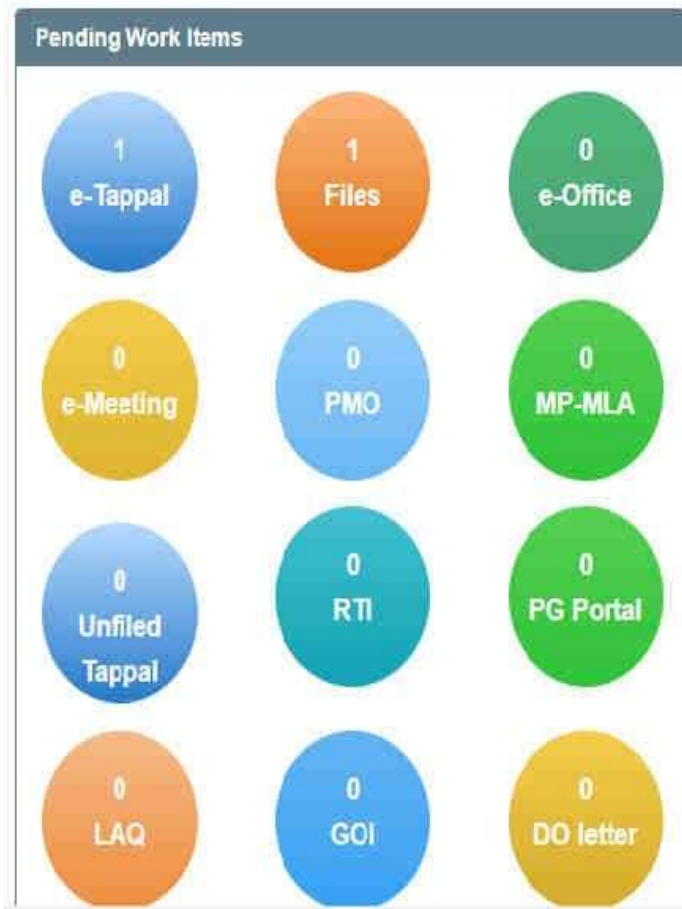 Pending Work Items
1
e-Tappal
1
Files
0
e-Office
0
e-Meeting
0
PMO
0
MP-MLA
0
Unfiled
Tappal
0
RTI
0
PG Portal
0
LAQ
0
GOI
0
DO letter